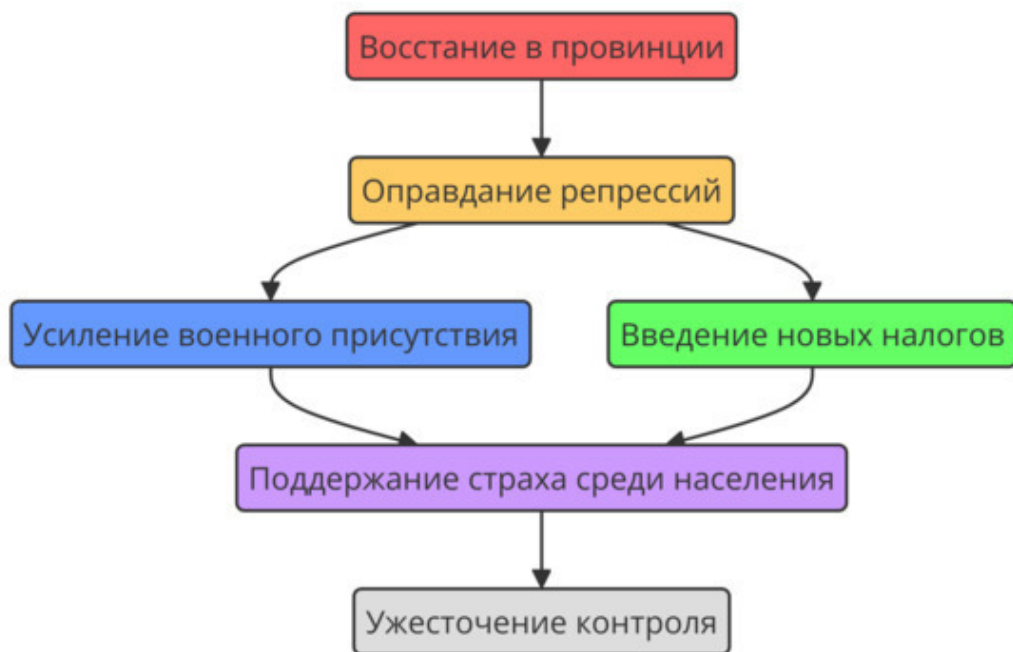 Восстание в провинции
Оправдание репрессий
Усиление военного присутствия
Введение новых налогов
Поддержание страха среди населения
Ужесточение контроля